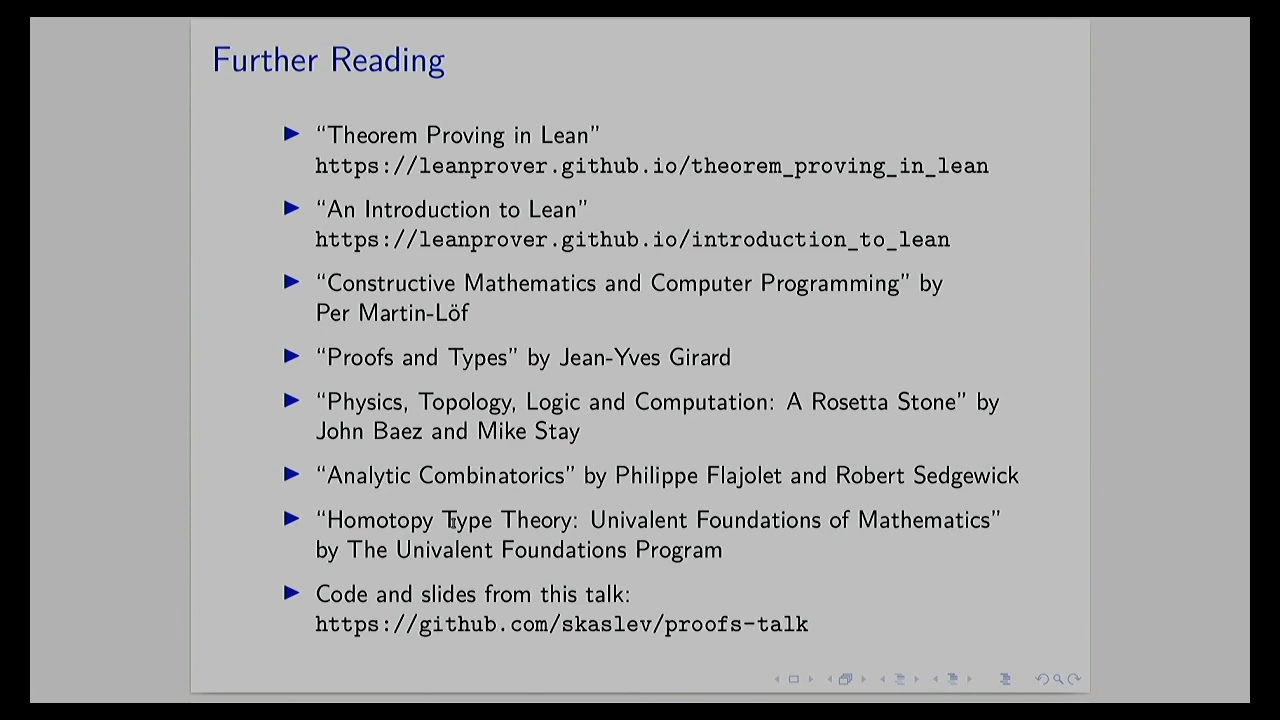 Further Reading
“Theorem Proving in Lean”
https://leanprover.github.io/theorem_proving_in_lean
“An Introduction to Lean”
https://leanprover.github.io/introduction_to_lean
“Constructive Mathematics and Computer Programming” by
Per Martin-Löf
“Proofs and Types” by Jean-Yves Girard
“Physics, Topology, Logic and Computation: A Rosetta Stone” by
John Baez and Mike Stay
“Analytic Combinatorics” by Philippe Flajolet and Robert Sedgewick
“Homotopy Type Theory: Univalent Foundations of Mathematics”
by The Univalent Foundations Program
Code and slides from this talk:
https://github.com/skaslev/proofs-talk